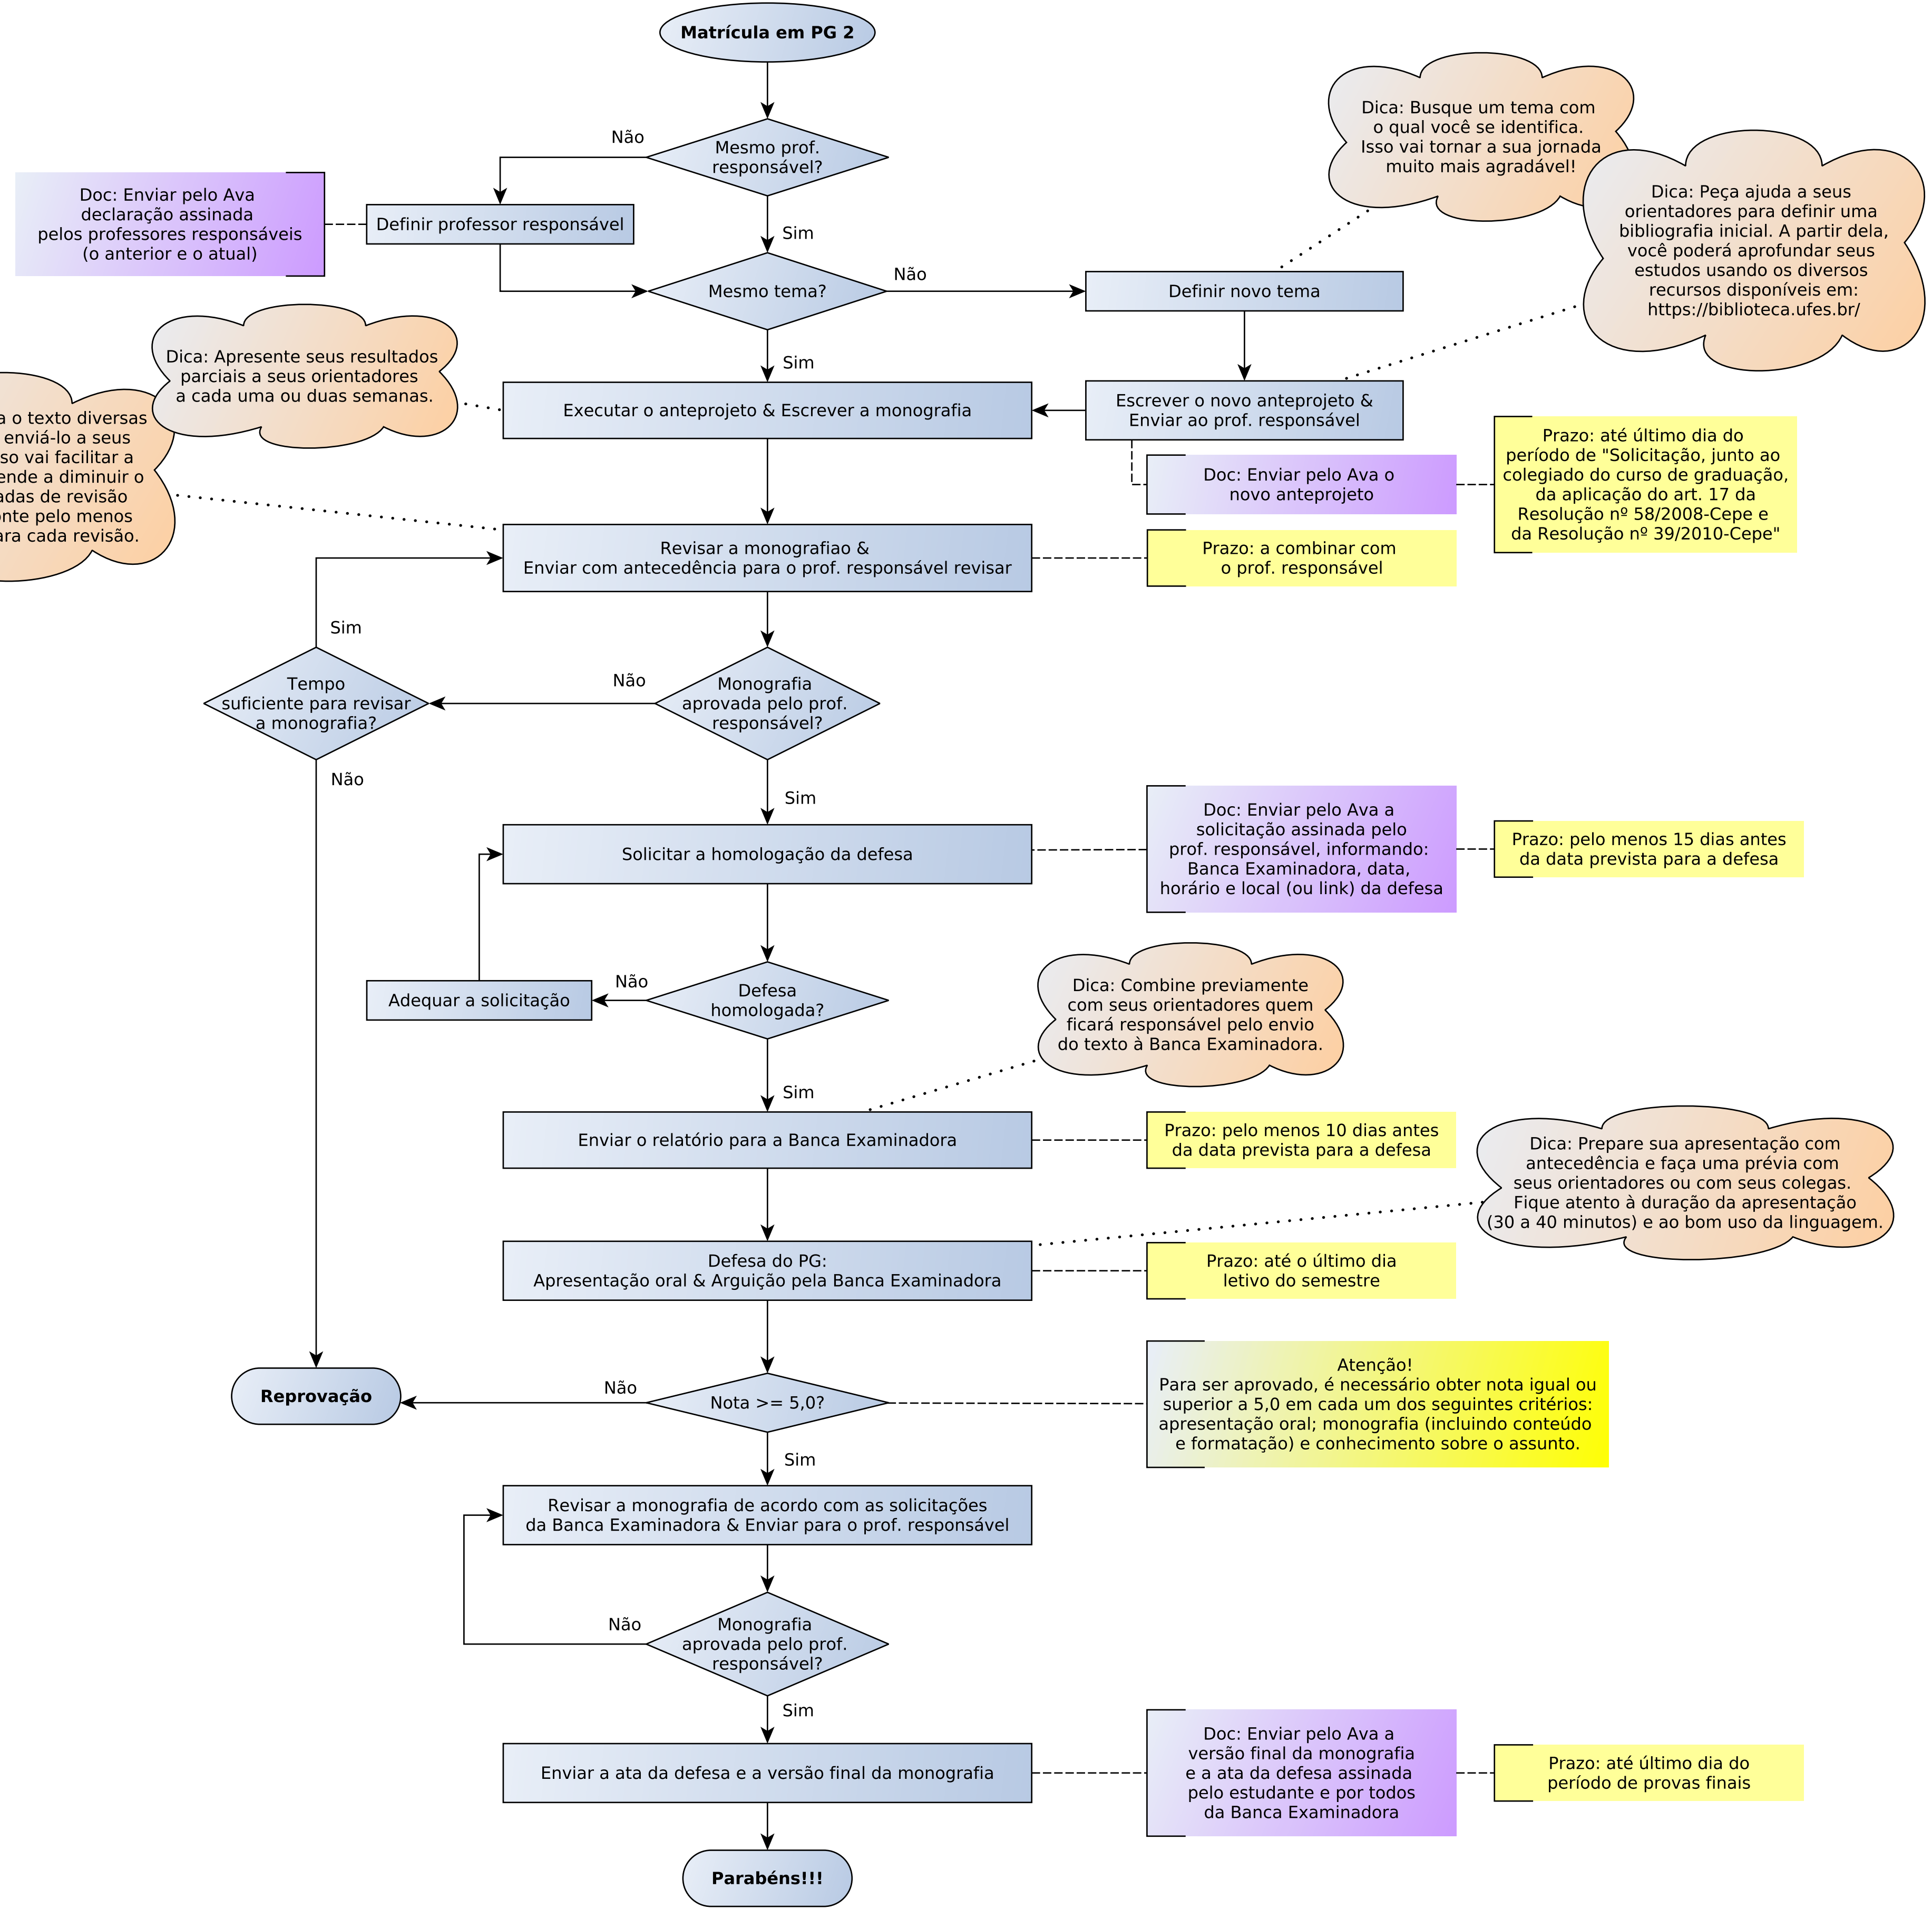 Matrícula em PG 2
Não
Mesmo prof.
responsável?
Dica: Busque um tema com
o qual você se identifica.
Isso vai tornar a sua jornada
muito mais agradável!
Dica: Peça ajuda a seus
orientadores para definir uma
bibliografia inicial. A partir dela,
você poderá aprofundar seus
estudos usando os diversos
recursos disponíveis em:
https://biblioteca.ufes.br/
Doc: Enviar pelo Ava
declaração assinada
pelos professores responsáveis
(o anterior e o atual)
Definir professor responsável
Sim
Mesmo tema?
Não
Definir novo tema
Sim
Dica: Apresente seus resultados
parciais a seus orientadores
a cada uma ou duas semanas.
Executar o anteprojeto & Escrever a monografia
Escrever o novo anteprojeto &
Enviar ao prof. responsável
Doc: Enviar pelo Ava o
novo anteprojeto
Prazo: até último dia do
período de "Solicitação, junto ao
colegiado do curso de graduação,
da aplicação do art. 17 da
Resolução nº 58/2008-Cepe e
da Resolução nº 39/2010-Cepe"
o texto diversas
enviá-lo a seus
vai facilitar a
a diminuir o
de revisão
pelo menos
cada revisão.
Revisar a monografiao &
Enviar com antecedência para o prof. responsável revisar
Prazo: a combinar com
o prof. responsável
Sim
Tempo
suficiente para revisar
a monografia?
Não
Monografia
aprovada pelo prof.
responsável?
Não
Sim
Solicitar a homologação da defesa
Doc: Enviar pelo Ava a
solicitação assinada pelo
prof. responsável, informando:
Banca Examinadora, data,
horário e local (ou link) da defesa
Prazo: pelo menos 15 dias antes
da data prevista para a defesa
Adequar a solicitação
Não
Defesa
homologada?
Dica: Combine previamente
com seus orientadores quem
ficará responsável pelo envio
do texto à Banca Examinadora.
Sim
Enviar o relatório para a Banca Examinadora
Prazo: pelo menos 10 dias antes
da data prevista para a defesa
Dica: Prepare sua apresentação com
antecedência e faça uma prévia com
seus orientadores ou com seus colegas.
Fique atento à duração da apresentação
(30 a 40 minutos) e ao bom uso da linguagem.
Defesa do PG:
Apresentação oral & Arguição pela Banca Examinadora
Prazo: até o último dia
letivo do semestre
Reprovação
Não
Nota >= 5,0?
Atenção!
Para ser aprovado, é necessário obter nota igual ou
superior a 5,0 em cada um dos seguintes critérios:
apresentação oral; monografia (incluindo conteúdo
e formatação) e conhecimento sobre o assunto.
Sim
Revisar a monografia de acordo com as solicitações
da Banca Examinadora & Enviar para o prof. responsável
Não
Monografia
aprovada pelo prof.
responsável?
Sim
Enviar a ata da defesa e a versão final da monografia
Doc: Enviar pelo Ava a
versão final da monografia
e a ata da defesa assinada
pelo estudante e por todos
da Banca Examinadora
Prazo: até último dia do
período de provas finais
Parabéns!!!